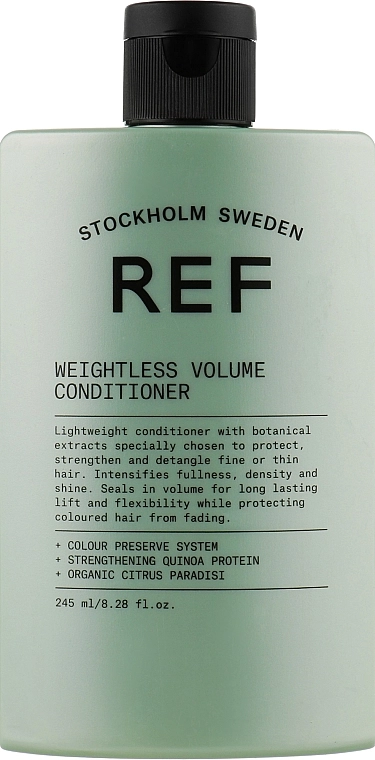 STOCKHOLM SWEDEN
REF
WEIGHTLESS VOLUME
CONDITIONER
Lightweight conditioner with botanical
extracts specially chosen to protect,
strengthen and detangle fine or thin
hair. Intensifies fullness, density and
shine. Seals in volume for long lasting
lift and flexibility while protecting
coloured hair from fading.
+ COLOUR PRESERVE SYSTEM
+ STRENGTHENING QUINOA PROTEIN
+ ORGANIC CITRUS PARADISI
245 ml/8.28 fl.oz.